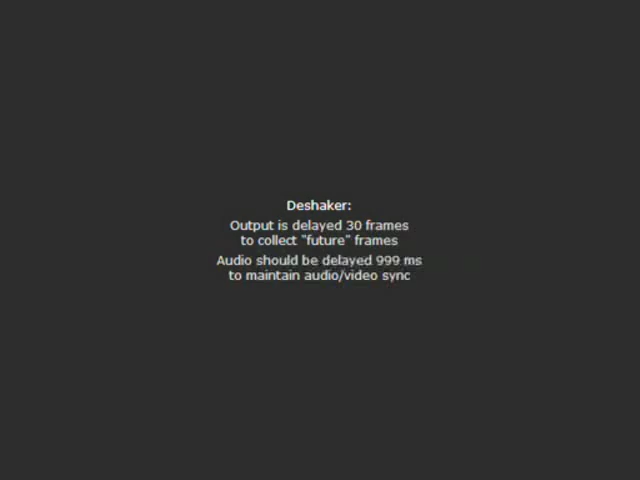 Deshaker:
Output is delayed 30 frames
to collect "future" frames
Audio should be delayed 999 ms
to maintain audio/video sync